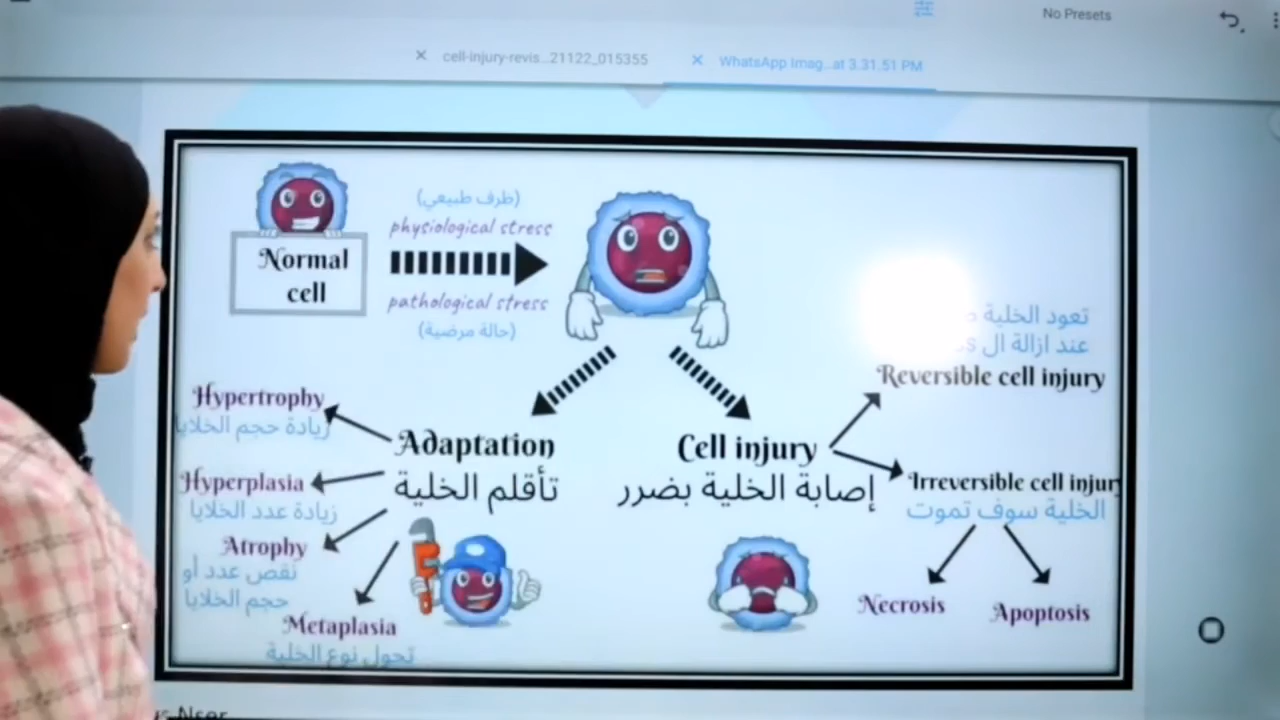 No Presets
cell-injury-revis...21122_015355
WhatsApp Imag...at 3.31.51 PM
(ظرف طبيعي)
physiological stress
Normal
cell
pathological stress
(حالة مرضية)
تعود الخلية
عند ازالة ال
Reversible cell injury
Hypertrophy
زيادة حجم الخلايا
Adaptation
تأقلم الخلية
Cell injury
إصابة الخلية بضرر
Hyperplasia
زيادة عدد الخلايا
Irreversible cell injur
الخلية سوف تموت
Atrophy
نقص عدد أو
حجم الخلايا
Metaplasia
تحول نوع الخلية
Necrosis
Apoptosis